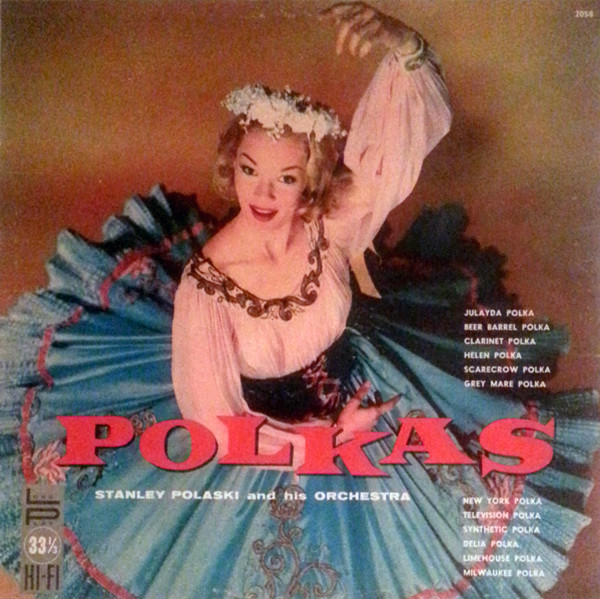 2058
JULAYDA POLKA
BEER BARREL POLKA
CLARINET POLKA
HELEN POLKA
SCARECROW POLKA
GREY MARE POLKA
POLKAS
STANLEY POLASKI and his ORCHESTRA
NEW YORK POLKA
TELEVISION POLKA
SYNTHETIC POLKA
DELIA POLKA
LIMEHOUSE POLKA
MILWAUKEE POLKA
LP
33 1/3
HI-FI